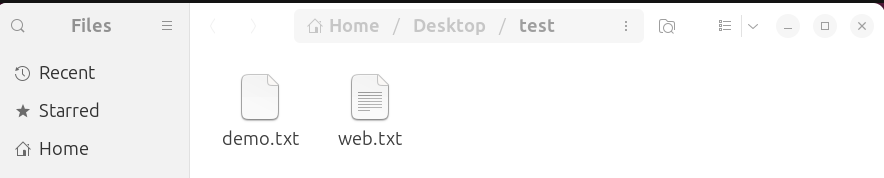 Files
Home / Desktop / test
Recent
Starred
Home
demo.txt
web.txt